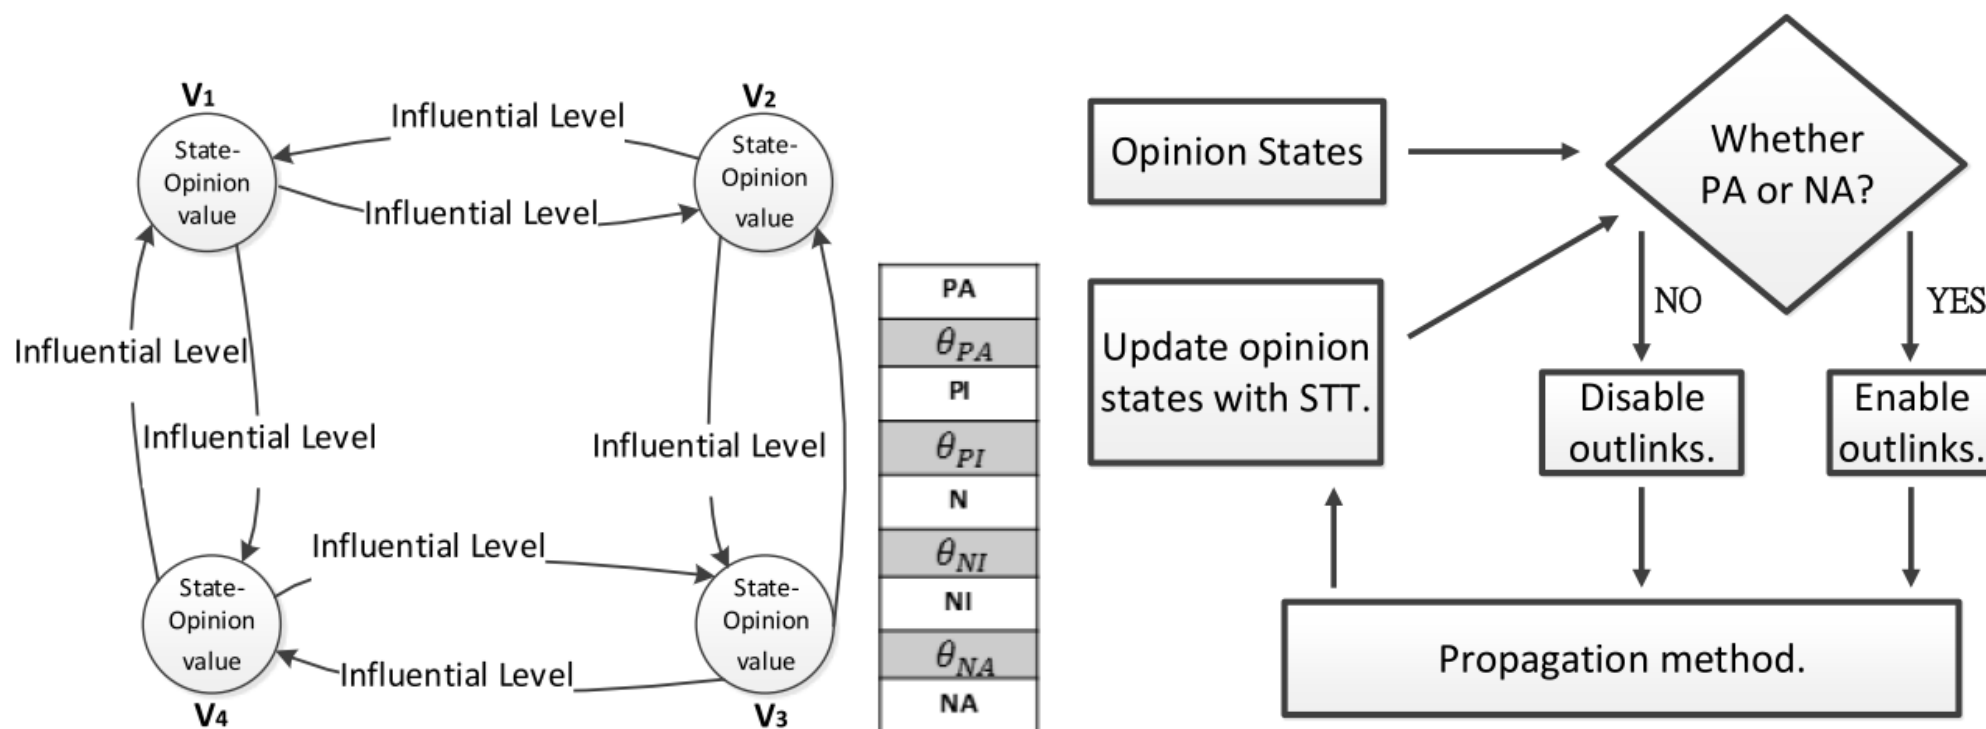 V1
State-
Opinion
value
Influential Level
Influential Level
V2
State-
Opinion
value
Influential Level
Influential Level
Influential Level
Influential Level
State-
Opinion
value
V4
Influential Level
State-
Opinion
value
V3
PA
θPA
PI
θPI
N
θNI
NI
θNA
NA
Opinion States
Whether
PA or NA?
NO
YES
Update opinion
states with STT.
Disable
outlinks.
Enable
outlinks.
Propagation method.